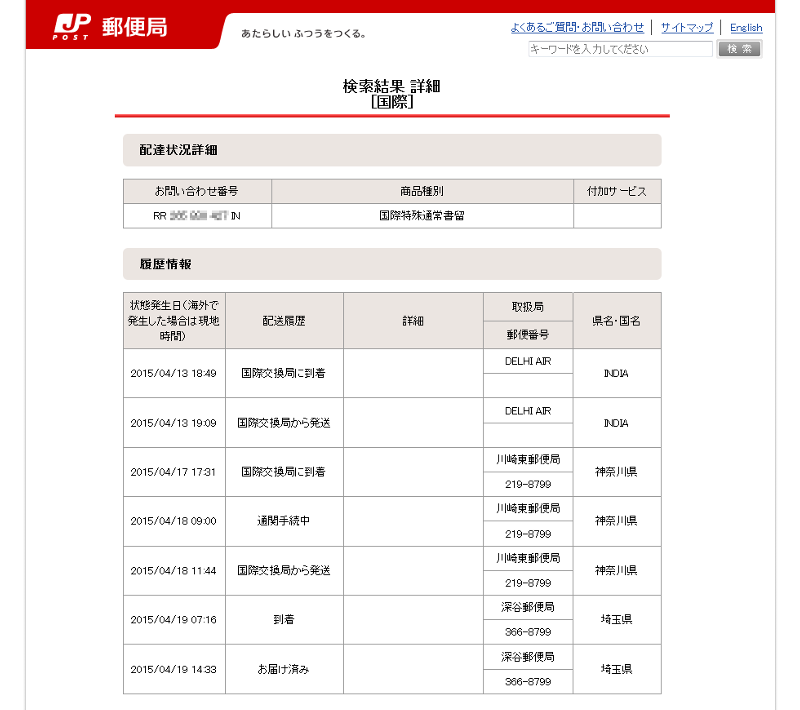 JP
POST 郵便局
あたらしい ふつうをつくる。
よくあるご質問・お問い合わせ サイトマップ English
キーワードを入力してください 検 索
検索結果 詳細
[国際]
配達状況詳細
お問い合わせ番号 商品種別 付加サービス
RR IN 国際特殊通常書留
履歴情報
状態発生日(海外で
発生した場合は現地
時間)
配送履歴 詳細 取扱局 県名・国名
郵便番号
2015/04/13 18:49 国際交換局に到着 DELHI AIR INDIA
2015/04/13 19:09 国際交換局から発送 DELHI AIR INDIA
2015/04/17 17:31 国際交換局に到着 川崎東郵便局 神奈川県
219-8799
2015/04/18 09:00 通関手続中 川崎東郵便局 神奈川県
219-8799
2015/04/18 11:44 国際交換局から発送 川崎東郵便局 神奈川県
219-8799
2015/04/19 07:16 到着 深谷郵便局 埼玉県
366-8799
2015/04/19 14:33 お届け済み 深谷郵便局 埼玉県
366-8799